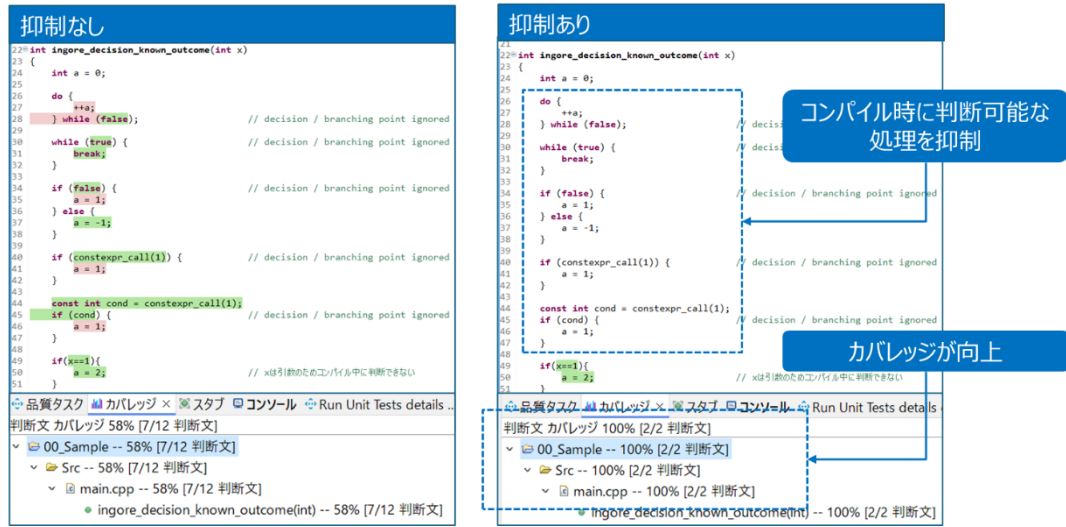 抑制なし
22 int ingore_decision_known_outcome(int x)
23 {
24 int a = 0;
25
26 do {
27 ++a;
28 } while (false); // decision / branching point ignored
29
30 while (true) { // decision / branching point ignored
31 break;
32 }
33
34 if (false) { // decision / branching point ignored
35 a = 1;
36 } else {
37 a = -1;
38 }
39
40 if (constexpr_call(1)) { // decision / branching point ignored
41 a = 1;
42 }
43
44 const int cond = constexpr_call(1);
45 if (cond) { // decision / branching point ignored
46 a = 1;
47 }
48
49 if(x==1){
50 a = 2; // xは引数のためコンパイル中に判断できない
51 }
品質タスク カバレッジ × スタブ コンソール Run Unit Tests details ..
判断文 カバレッジ 58% [7/12 判断文]
00_Sample -- 58% [7/12 判断文]
Src -- 58% [7/12 判断文]
main.cpp -- 58% [7/12 判断文]
ingore_decision_known_outcome(int) -- 58% [7/12 判断文]
抑制あり
21
22 int ingore_decision_known_outcome(int x)
23 {
24 int a = 0;
25
26 do {
27 ++a;
28 } while (false); // decisi
29
30 while (true) { // decisi
31 break;
32 }
33
34 if (false) { // decision / branching point ignored
35 a = 1;
36 } else {
37 a = -1;
38 }
39
40 if (constexpr_call(1)) { // decision / branching point ignored
41 a = 1;
42 }
43
44 const int cond = constexpr_call(1);
45 if (cond) { // decision / branching point ignored
46 a = 1;
47 }
48
49 if(x==1){
50 a = 2; // xは引数のためコンパイル中に判断できない
51 }
コンパイル時に判断可能な
処理を抑制
カバレッジが向上
品質タスク カバレッジ × スタブ コンソール Run Unit Tests details
判断文 カバレッジ 100% [2/2 判断文]
00_Sample -- 100% [2/2 判断文]
Src -- 100% [2/2 判断文]
main.cpp -- 100% [2/2 判断文]
ingore_decision_known_outcome(int) -- 100% [2/2 判断文]